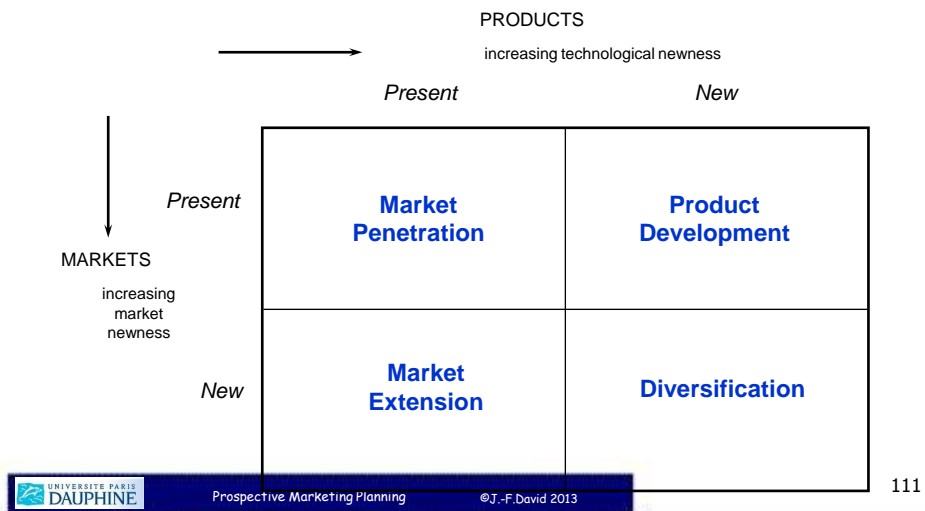 PRODUCTS
increasing technological newness
Present
New
Present
Market
Penetration
Product
Development
MARKETS
increasing
market
newness
New
Market
Extension
Diversification
UNIVERSITE PARIS
DAUPHINE
Prospective Marketing Planning
©J.-F.David 2013
111